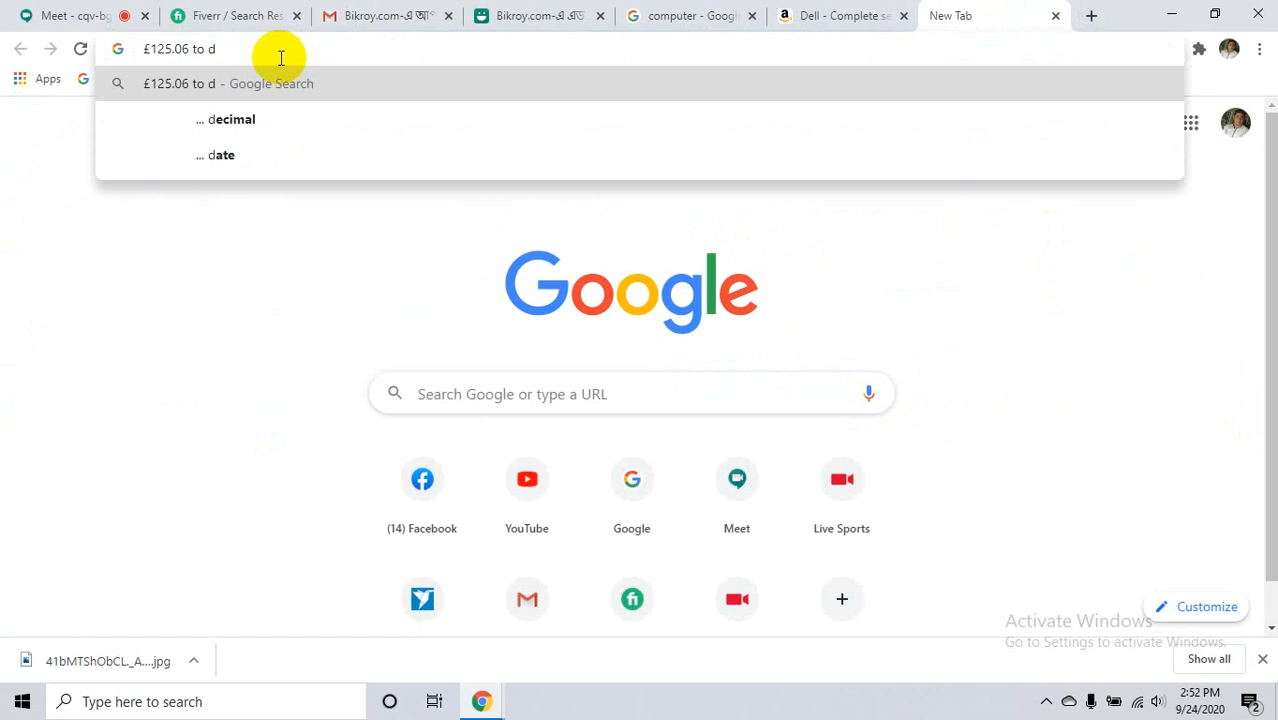 Meet - cqv-bg
Fiverr / Search Res
Bikroy.com-
Bikroy.com-
computer - G
Dell - Complete s
New Tab
£125.06 to d
Apps
£125.06 to d - Google Search
... decimal
... date
Google
Search Google or type a URL
(14) Facebook
YouTube
Google
Meet
Live Sports
Customize
Activate Windows
Go to Settings to activate Windows.
41bMTShObCL._A....jpg
Show all
Type here to search
2:52 PM
9/24/2020
2